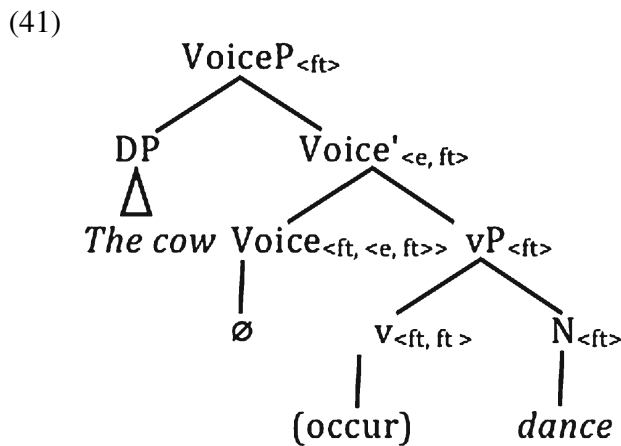 (41)
VoiceP<ft>
DP Voice'<e, ft>
The cow Voice<ft, <e, ft>> vP<ft>
∅ v<ft, ft > N<ft>
(occur) dance